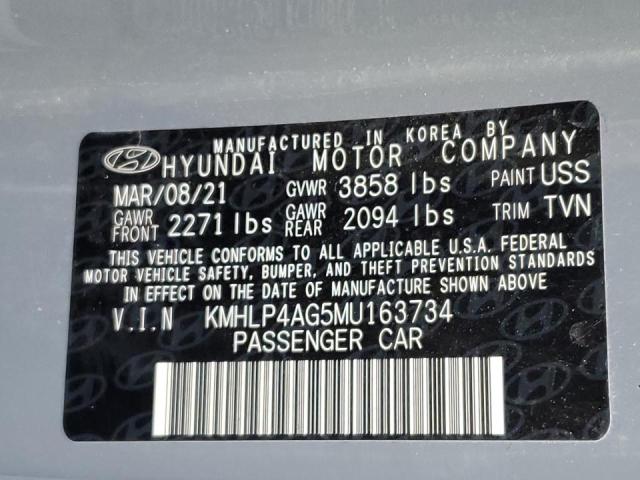 MANUFACTURED IN KOREA BY
HYUNDAI MOTOR COMPANY
MAR/08/21 GVWR 3858 lbs PAINT USS
GAWR FRONT 2271 lbs GAWR REAR 2094 lbs TRIM TVN
THIS VEHICLE CONFORMS TO ALL APPLICABLE U.S.A. FEDERAL
MOTOR VEHICLE SAFETY, BUMPER, AND THEFT PREVENTION STANDARDS
IN EFFECT ON THE DATE OF MANUFACTURE SHOWN ABOVE
V.I.N KMHLP4AG5MU163734
PASSENGER CAR